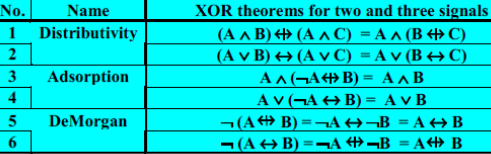 No. Name XOR theorems for two and three signals
1 Distributivity (A ∧ B) ↮ (A ∧ C) = A ∧ (B ↮ C)
2 (A ∨ B) ↔ (A ∨ C) = A ∨ (B ↔ C)
3 Adsorption A ∧ (¬A ↮ B) = A ∧ B
4 A ∨ (¬A ↔ B) = A ∨ B
5 DeMorgan ¬ (A ↮ B) = ¬A ↔ ¬B = A ↔ B
6 ¬ (A ↔ B) = ¬A ↮ ¬B = A ↮ B